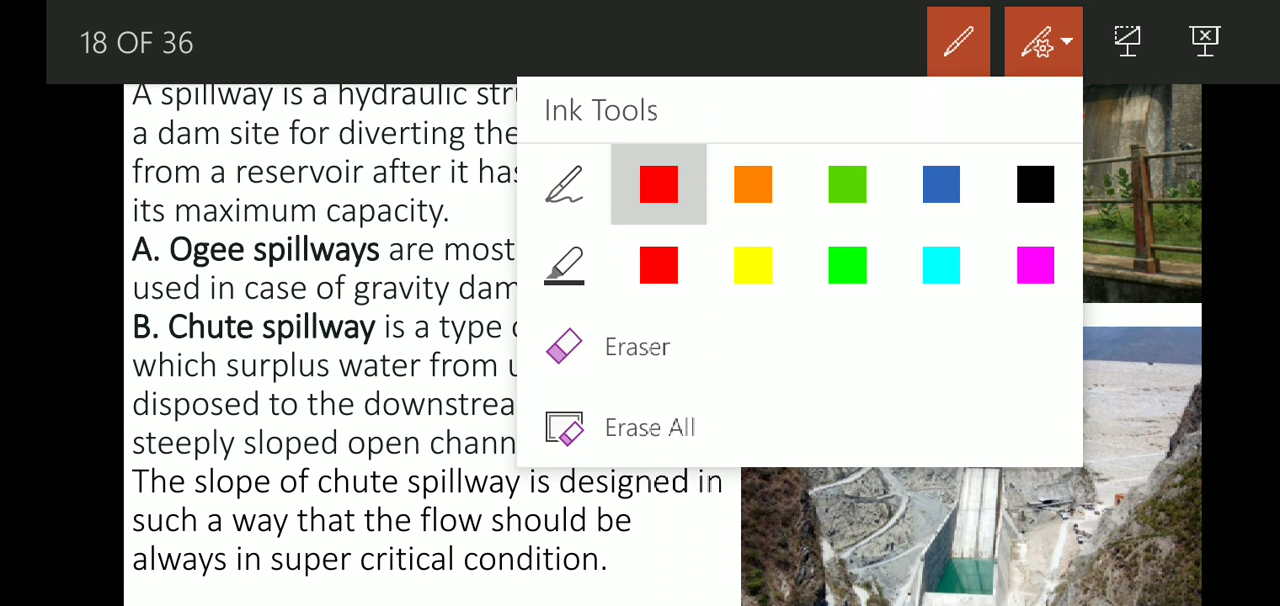 18 OF 36
Ink Tools
Eraser
Erase All
A spillway is a hydraulic
a dam site for diverting the
from a reservoir after it has
its maximum capacity.
A. Ogee spillways are most
used in case of gravity dam
B. Chute spillway is a type
which surplus water from
disposed to the
steeply sloped open
The slope of chute spillway is designed in
such a way that the flow should be
always in super critical condition.